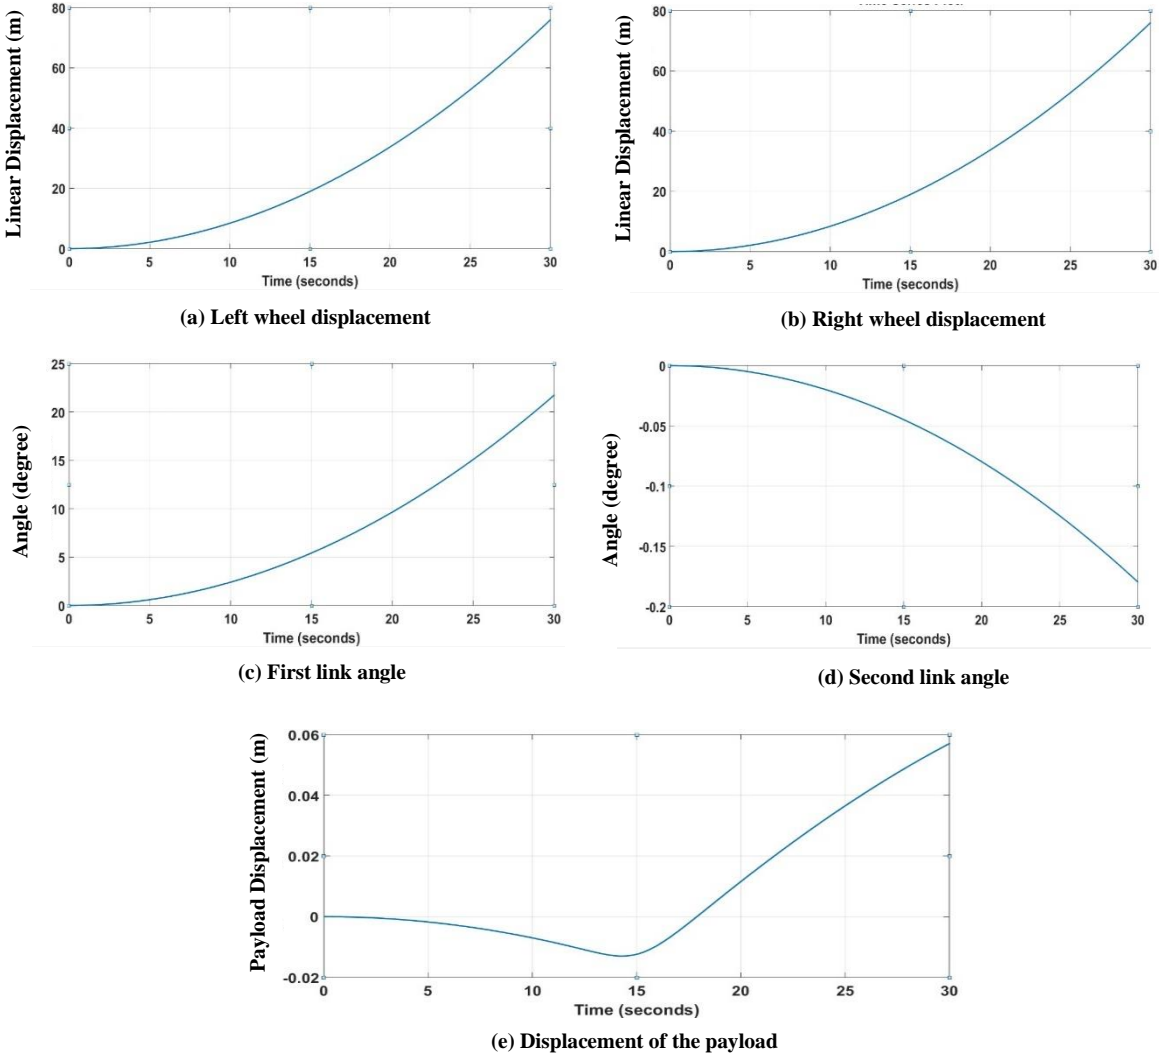 Linear Displacement (m)
80
60
40
20
0
0 5 10 15 20 25 30
Time (seconds)
(a) Left wheel displacement
Linear Displacement (m)
80
60
40
20
0
0 5 10 15 20 25 30
Time (seconds)
(b) Right wheel displacement
Angle (degree)
25
20
15
10
5
0
0 5 10 15 20 25 30
Time (seconds)
(c) First link angle
Angle (degree)
0
-0.05
-0.1
-0.15
-0.2
0 5 10 15 20 25 30
Time (seconds)
(d) Second link angle
Payload Displacement (m)
0.06
0.04
0.02
0
-0.02
0 5 10 15 20 25 30
Time (seconds)
(e) Displacement of the payload